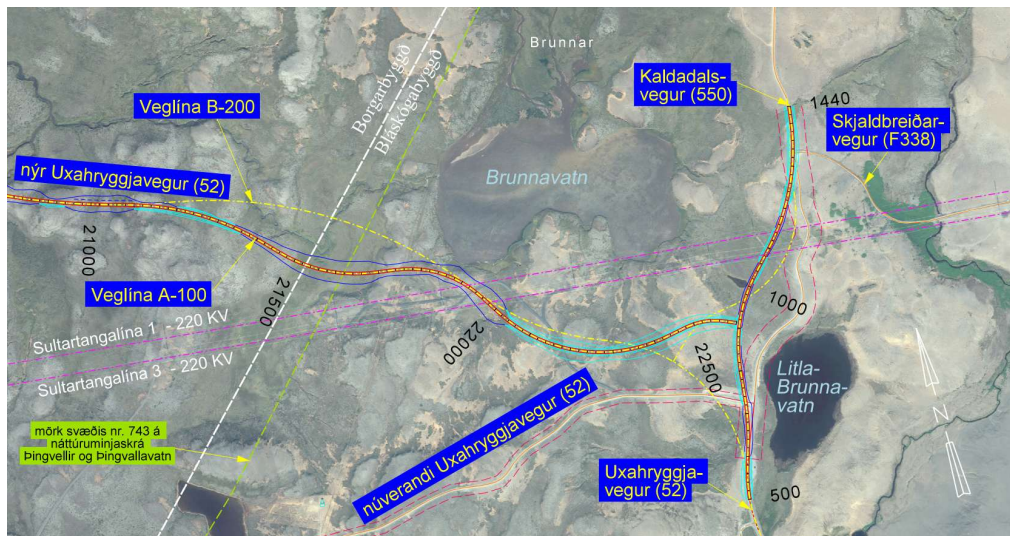 Brunnar
Borgarbyggð
Bláskógabyggð
Veglína B-200
Kaldadals-
vegur (550)
1440
Skjaldbreiðar-
vegur (F338)
nýr Uxahryggjavegur (52)
Brunnavatn
21000
Veglína A-100
21500
Sultartangalína 1 - 220 KV
Sultartangalína 3 - 220 KV
22000
1000
22500
Litla-
Brunna-
vatn
núverandi Uxahryggjavegur (52)
mörk svæðis nr. 743 á
náttúruminjaskrá
Þingvellir og Þingvallavatn
Uxahryggja-
vegur (52)
500
N